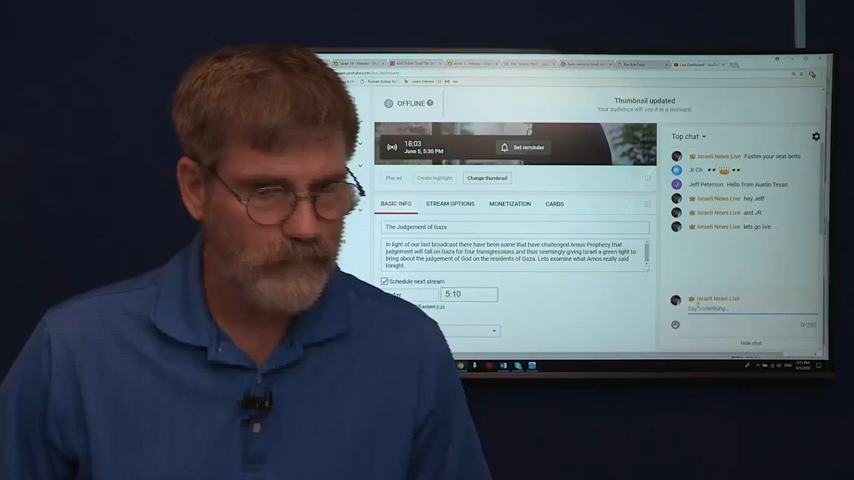 OFFLINE
Thumbnail updated
Your audience will see it in a moment.
18:03
June 5, 5:30 PM
Set reminder
Play ad
Create highlight
Change thumbnail
BASIC INFO
STREAM OPTIONS
MONETIZATION
CARDS
The Judgement of Gaza
In light of our last broadcast there have been some that have challenged Amos Prophecy that
judgement will fall on Gaza for four transgressions and thus seemingly giving Israel a green light to
bring about the judgement of God on the residents of Gaza. Lets examine what Amos really said
tonight.
Schedule next stream
5:10
Top chat
Israeli News Live Fasten your seat belts
Jr Chi
Jeff Peterson Hello from Austin Texas.
Israeli News Live hey Jeff
Israeli News Live and JR
Israeli News Live lets go live
Israeli News Live
Say something...
0/200
Hide chat